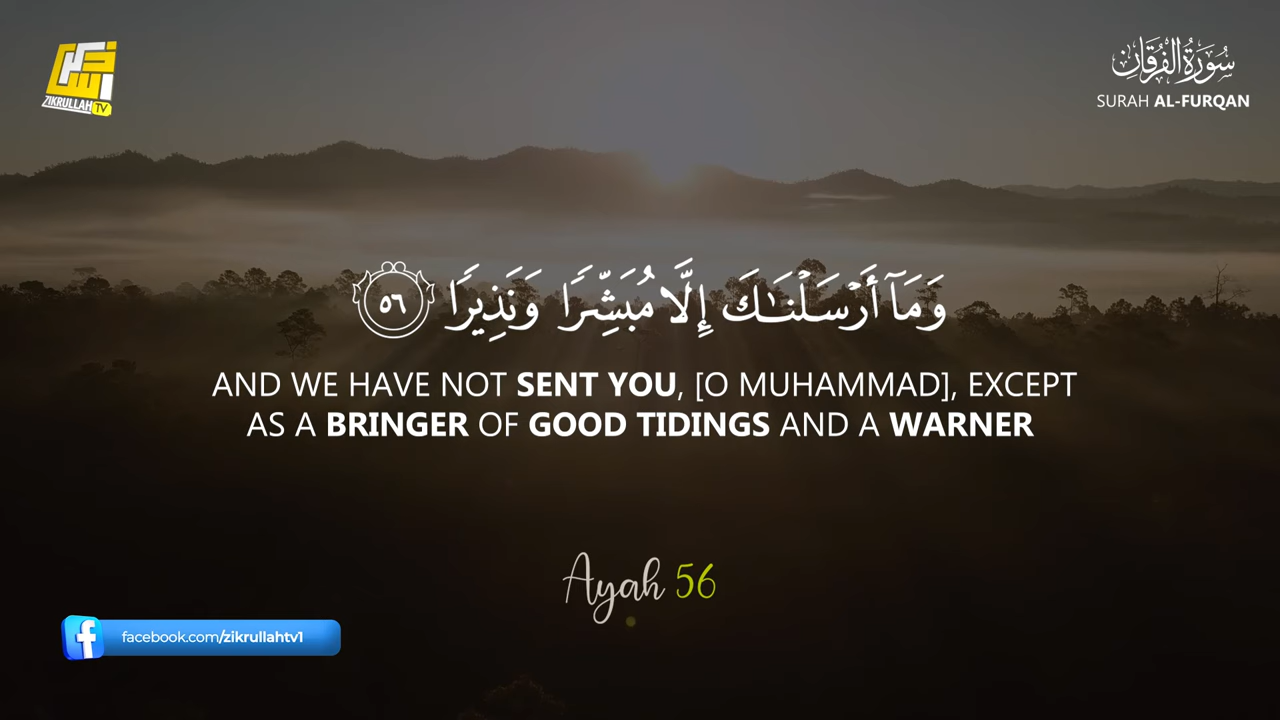 ZIKRULLAH TV
سُورَةُ الْفُرْقَانِ
SURAH AL-FURQAN
وَمَآ أَرْسَلْنَـٰكَ إِلَّا مُبَشِّرًا وَنَذِيرًا ٥٦
AND WE HAVE NOT SENT YOU, [O MUHAMMAD], EXCEPT
AS A BRINGER OF GOOD TIDINGS AND A WARNER
Ayah 56
facebook.com/zikrullahtv1